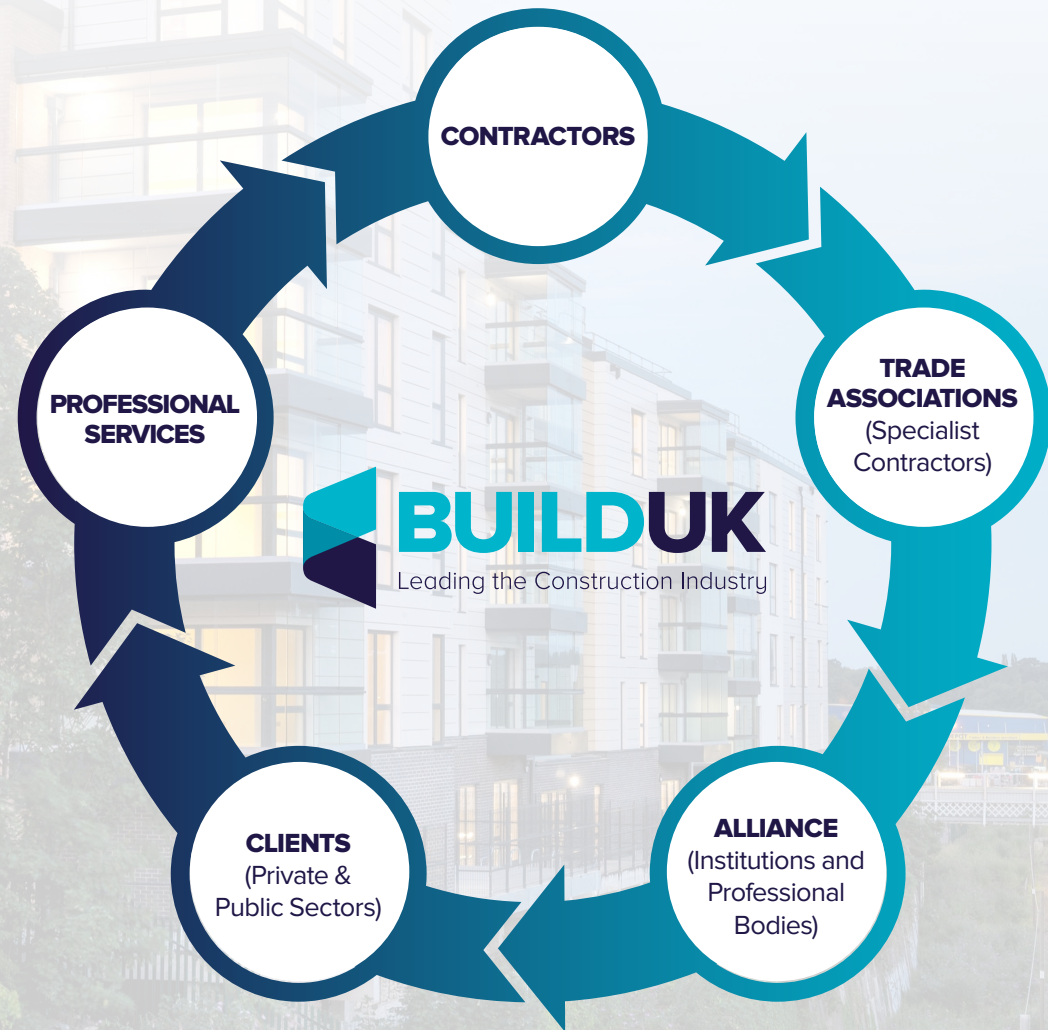 CONTRACTORS
TRADE
ASSOCIATIONS
(Specialist
Contractors)
ALLIANCE
(Institutions and
Professional
Bodies)
CLIENTS
(Private &
Public Sectors)
PROFESSIONAL
SERVICES
BUILDUK
Leading the Construction Industry